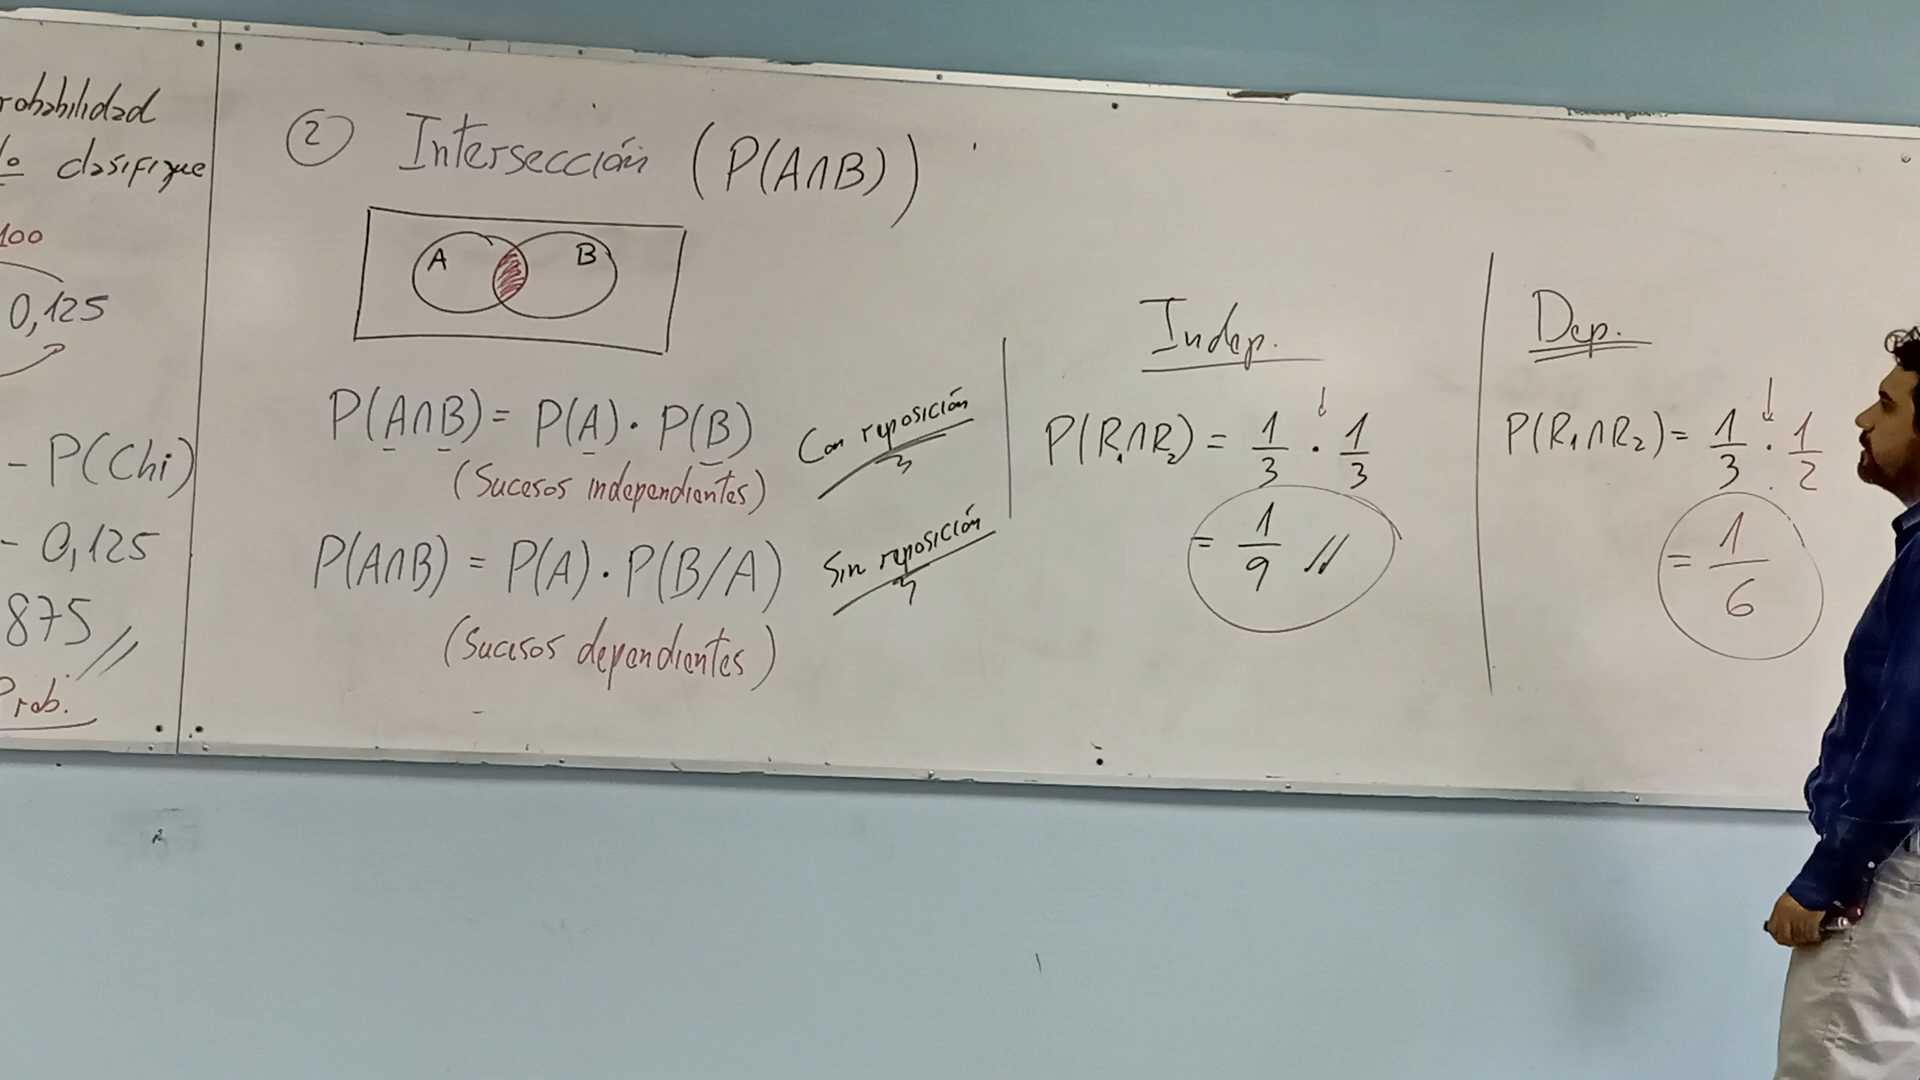 robabilidad
lo clasifique
100
0,125
- P(Chi)
- 0,125
875 //
Prob.
② Intersección (P(A∩B))
A B
P(A∩B) = P(A) · P(B) Con reposición
(Sucesos independientes)
P(A∩B) = P(A) · P(B/A) Sin reposición
(Sucesos dependientes)
Indep.
P(R₁∩R₂) = 1/3 · 1/3
= 1/9 //
Dep.
P(R₁∩R₂) = 1/3 · 1/2
= 1/6